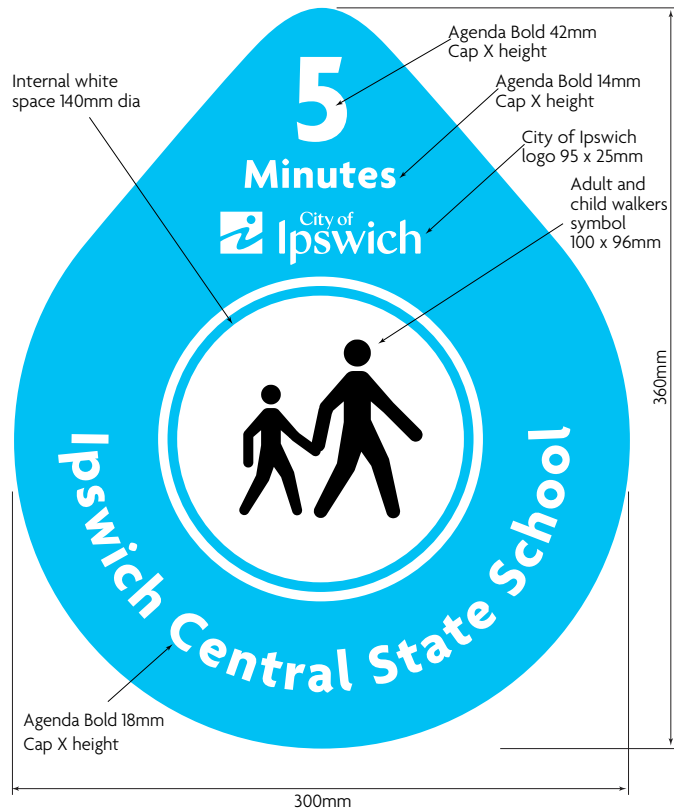 Agenda Bold 42mm
Cap X height
5
Internal white
space 140mm dia
Agenda Bold 14mm
Cap X height
City of Ipswich
logo 95 x 25mm
Minutes
Adult and
child walkers
symbol
100 x 96mm
City of
Ipswich
360mm
Ipswich Central State School
Agenda Bold 18mm
Cap X height
300mm